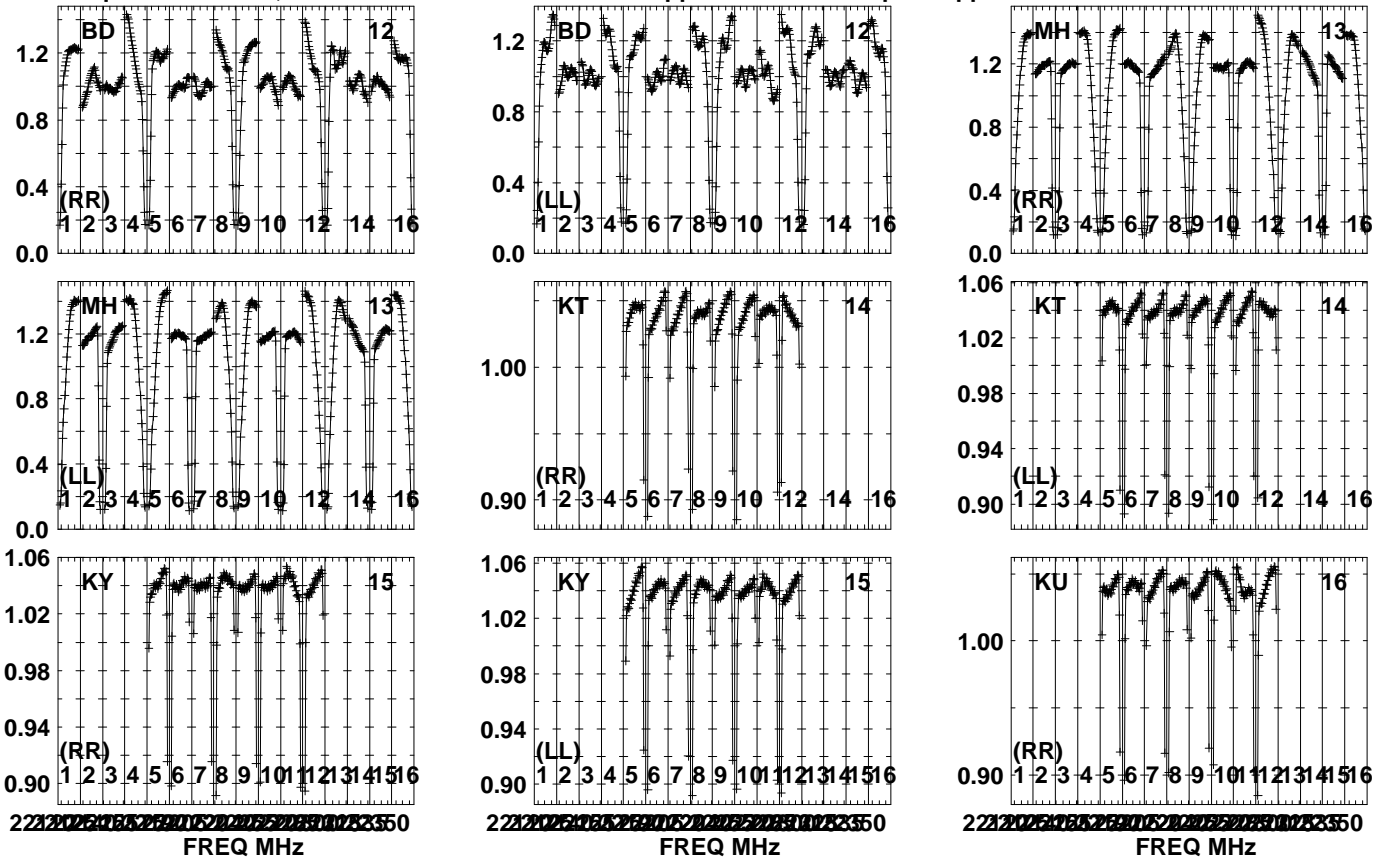 BD 12
1.2
0.8
0.4
(RR)
1 2 3 4 5 6 7 8 9 10 12 14 16
0.0
BD 12
1.2
0.8
0.4
(LL)
1 2 3 4 5 6 7 8 9 10 12 14 16
0.0
MH 13
1.2
0.8
0.4
(RR)
1 2 3 4 5 6 7 8 9 10 12 14 16
0.0
MH 13
1.2
0.8
0.4
(LL)
1 2 3 4 5 6 7 8 9 10 12 14 16
0.0
KT 14
1.00
(RR)
0.90
1 2 3 4 5 6 7 8 9 10 12 14 16
1.06
KT 14
1.02
0.98
0.94
(LL)
0.90
1 2 3 4 5 6 7 8 9 10 12 14 16
1.06
KY 15
1.02
0.98
0.94
(RR)
0.90
1 2 3 4 5 6 7 8 9 10 11 12 13 14 15 16
FREQ MHz
1.06
KY 15
1.02
0.98
0.94
(LL)
0.90
1 2 3 4 5 6 7 8 9 10 11 12 13 14 15 16
FREQ MHz
KU 16
1.00
(RR)
0.90
1 2 3 4 5 6 7 8 9 10 11 12 13 14 15 16
FREQ MHz